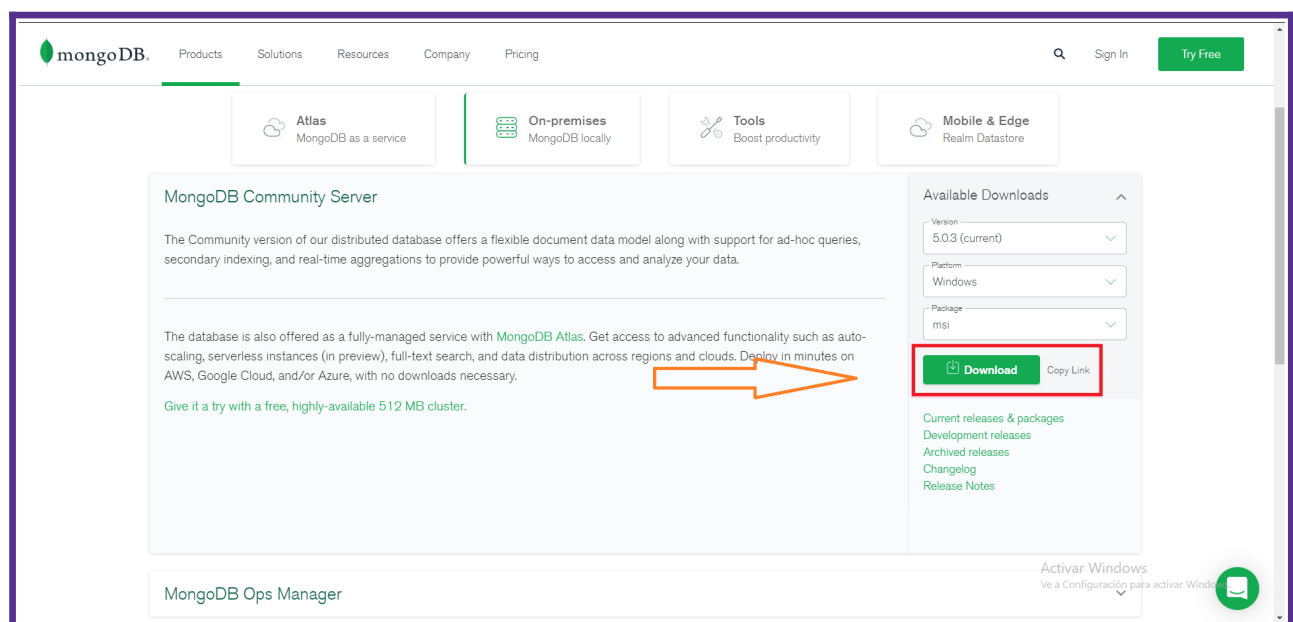 mongoDB.
Products
Solutions
Resources
Company
Pricing
Sign In
Try Free
Atlas
MongoDB as a service
On-premises
MongoDB locally
Tools
Boost productivity
Mobile & Edge
Realm Datastore
MongoDB Community Server
The Community version of our distributed database offers a flexible document data model along with support for ad-hoc queries,
secondary indexing, and real-time aggregations to provide powerful ways to access and analyze your data.
The database is also offered as a fully-managed service with MongoDB Atlas. Get access to advanced functionality such as auto-
scaling, serverless instances (in preview), full-text search, and data distribution across regions and clouds. Deploy in minutes on
AWS, Google Cloud, and/or Azure, with no downloads necessary.
Give it a try with a free, highly-available 512 MB cluster.
Available Downloads
Version
5.0.3 (current)
Platform
Windows
Package
msi
Download
Copy Link
Current releases & packages
Development releases
Archived releases
Changelog
Release Notes
MongoDB Ops Manager
Activar Windows
Ve a Configuración para activar Windows.